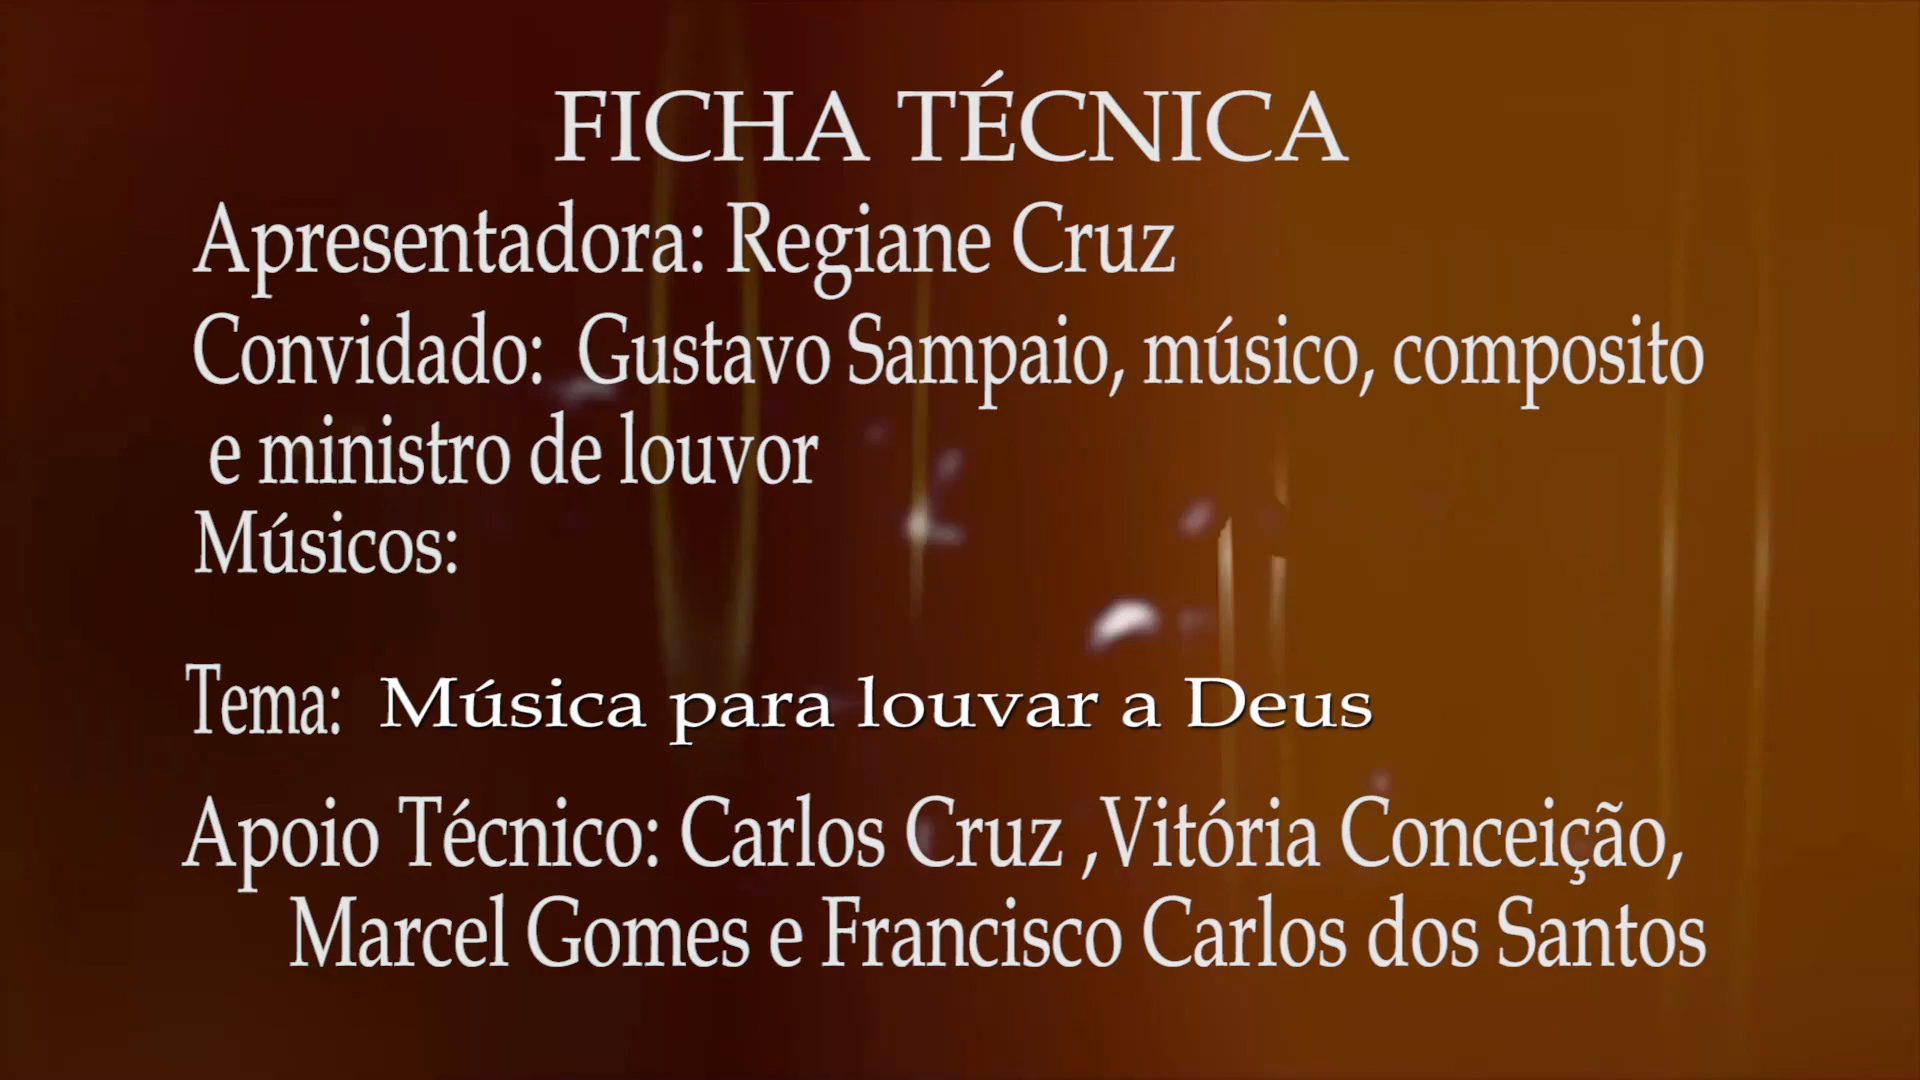 FICHA TÉCNICA
Apresentadora: Regiane Cruz
Convidado: Gustavo Sampaio, músico, composito
e ministro de louvor
Músicos:
Tema: Música para louvar a Deus
Apoio Técnico: Carlos Cruz ,Vitória Conceição,
Marcel Gomes e Francisco Carlos dos Santos